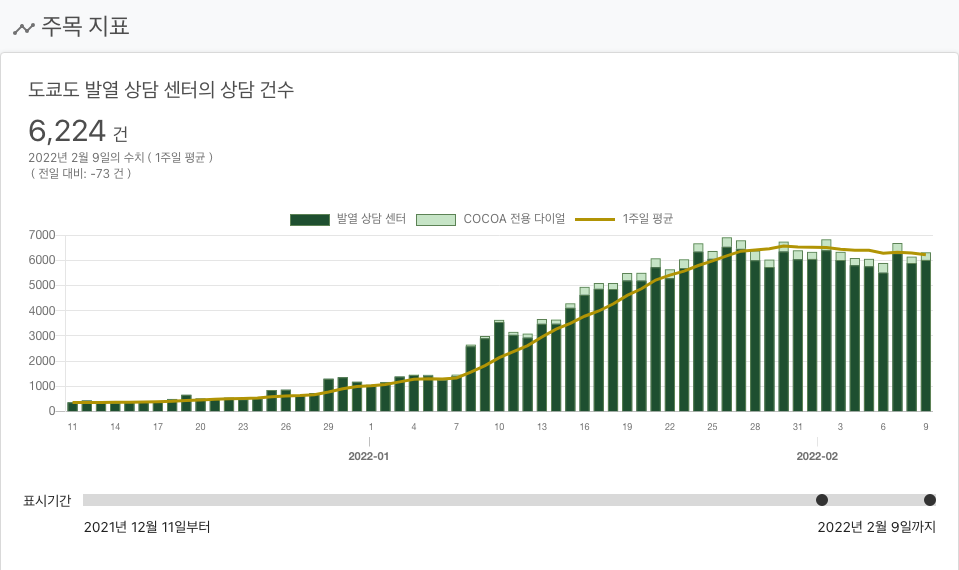 주목 지표
도쿄도 발열 상담 센터의 상담 건수
6,224 건
2022년 2월 9일의 수치 ( 1주일 평균 )
( 전일 대비: -73 건 )
발열 상담 센터 COCOA 전용 다이얼 1주일 평균
7000
6000
5000
4000
3000
2000
1000
0
11 14 17 20 23 26 29 1 4 7 10 13 16 19 22 25 28 31 3 6 9
2022-01 2022-02
표시기간
2021년 12월 11일부터 2022년 2월 9일까지